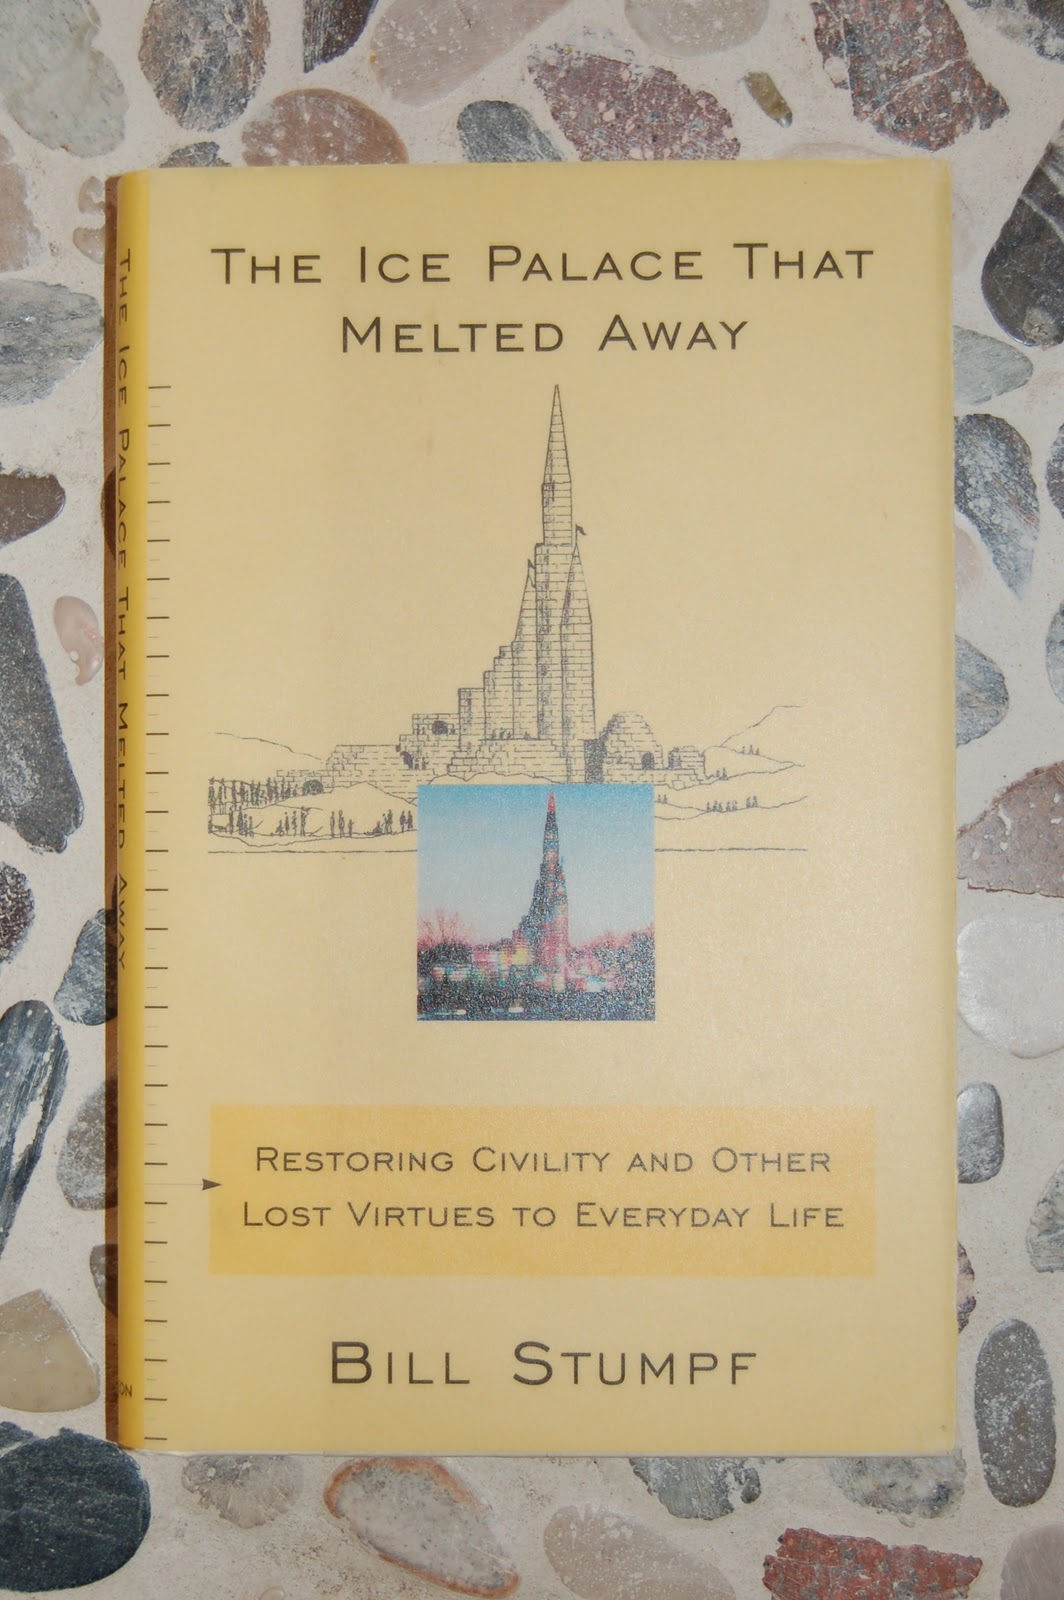 THE ICE PALACE THAT
MELTED AWAY
RESTORING CIVILITY AND OTHER
LOST VIRTUES TO EVERYDAY LIFE
BILL STUMPF
THE ICE PALACE THAT MELTED AWAY